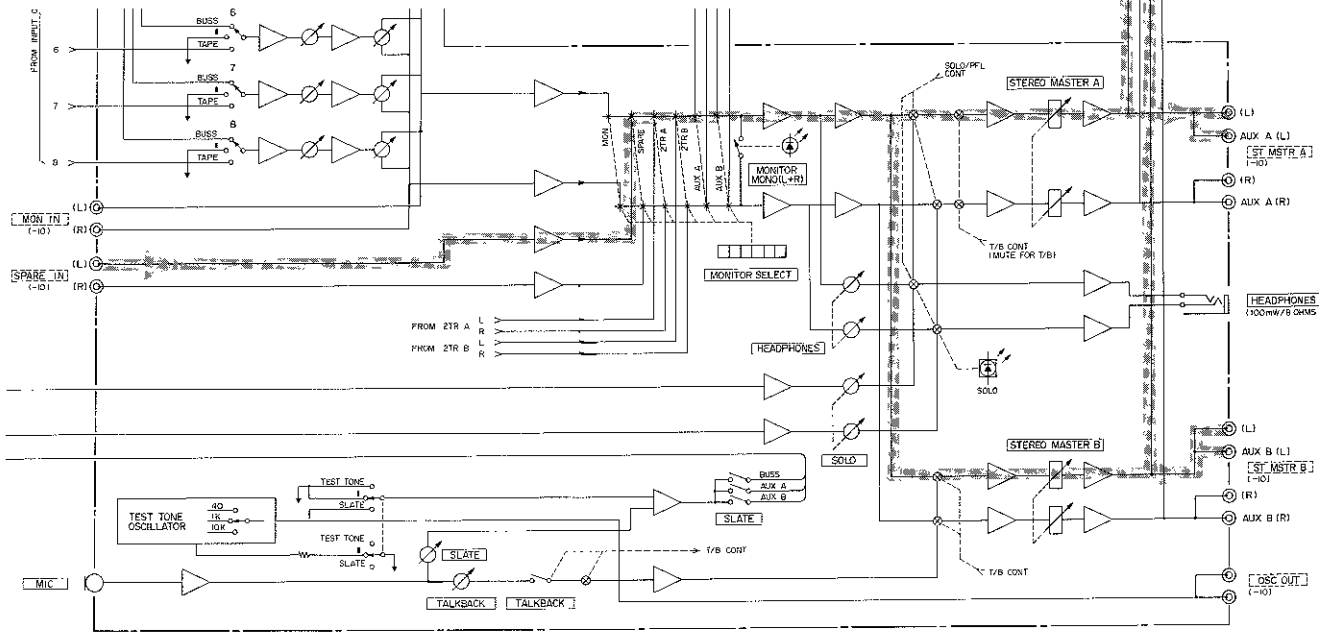 FROM INPUT C
6
BUSS
6
TAPE
7
BUSS
7
TAPE
8
BUSS
8
TAPE
(L)
MON IN
(-10)
(R)
(L)
SPARE IN
(-10)
(R)
MON
SPARE
2TR A
2TR B
AUX A
AUX B
MONITOR
MONO(L+R)
MONITOR SELECT
FROM 2TR A
L
R
FROM 2TR B
L
R
SOLO/PFL
CONT
STEREO MASTER A
(L)
AUX A (L)
ST MSTR A
(-10)
(R)
AUX A (R)
T/B CONT
(MUTE FOR T/B)
HEADPHONES
(100mW/8 OHMS
HEADPHONES
SOLO
SOLO
STEREO MASTER B
(L)
AUX B (L)
ST MSTR B
(-10)
(R)
AUX B (R)
BUSS
AUX A
AUX B
SLATE
TEST TONE
SLATE
TEST TONE
OSCILLATOR
40
1K
10K
TEST TONE
SLATE
SLATE
T/B CONT
T/B CONT
MIC
TALKBACK
TALKBACK
OSC OUT
(-10)